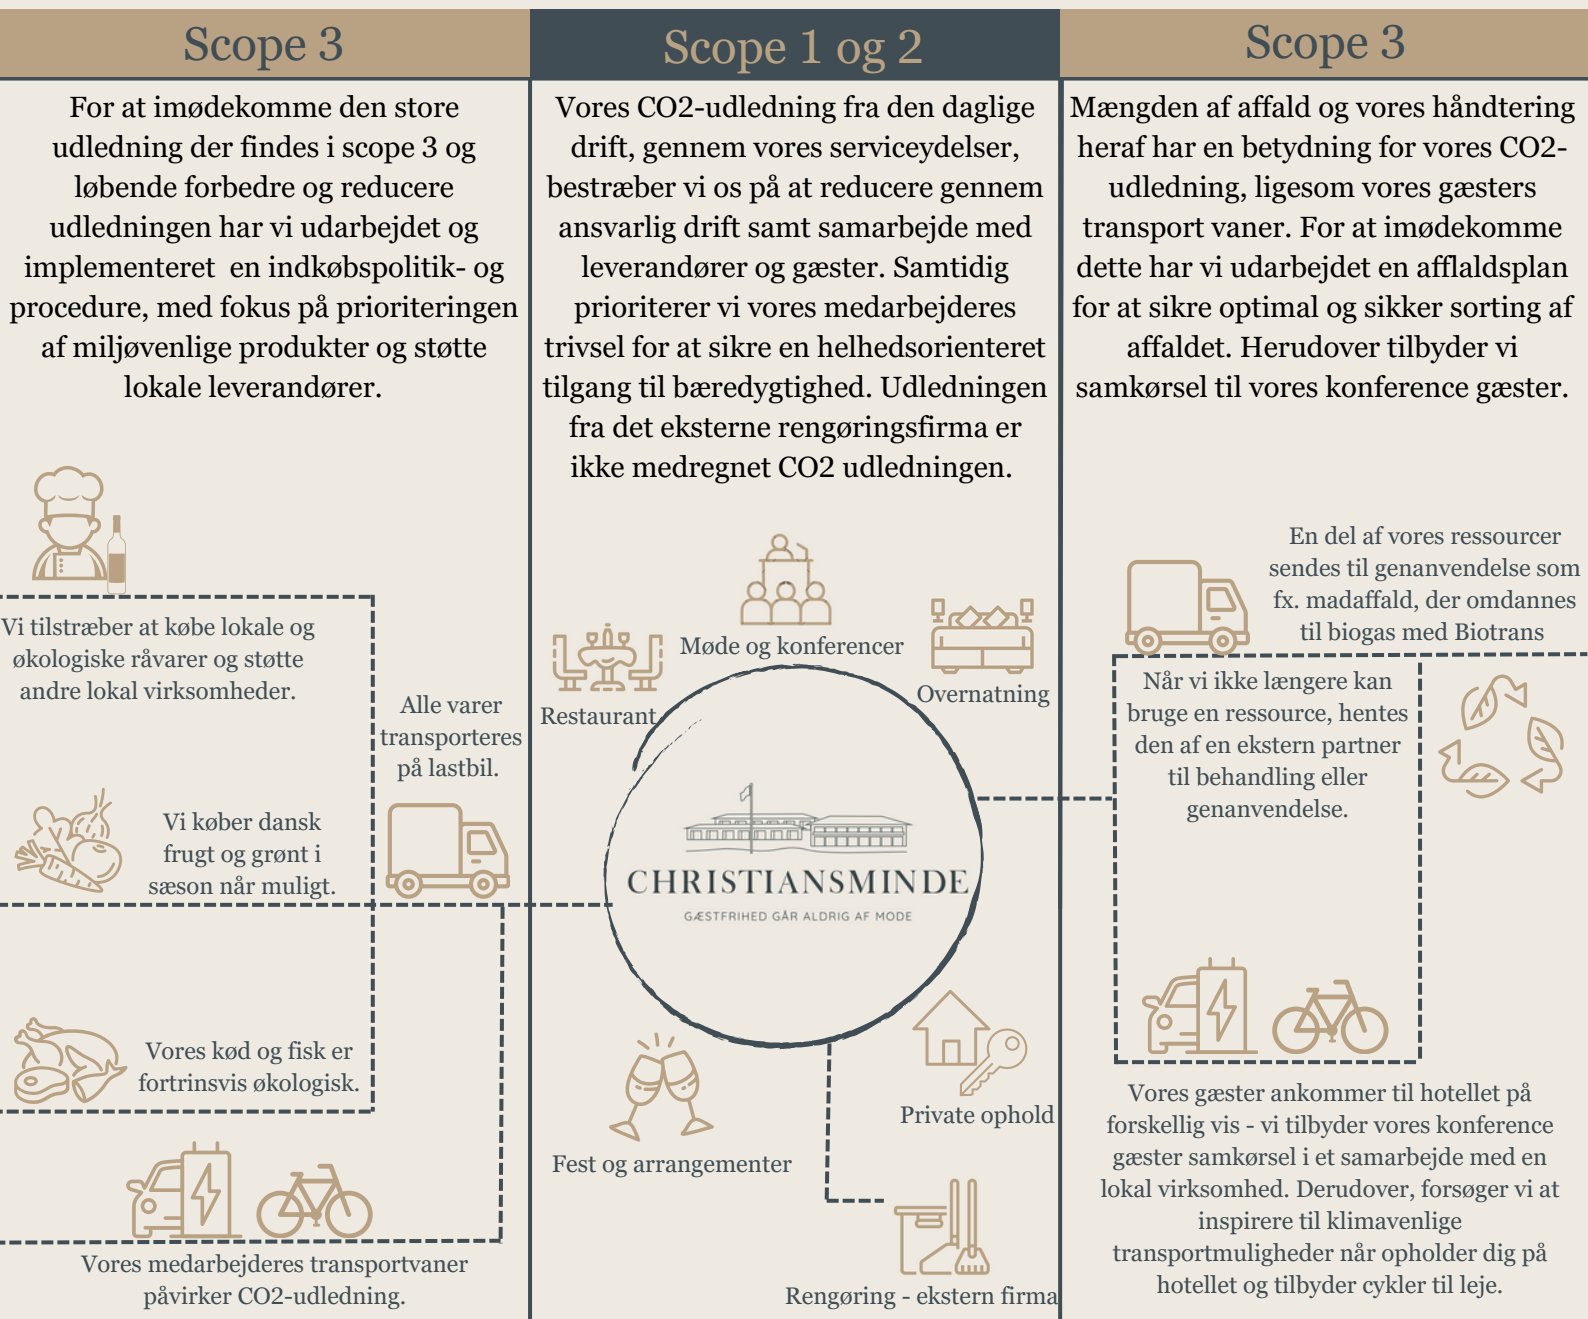 Scope 3
For at imødekomme den store
udledning der findes i scope 3 og
løbende forbedre og reducere
udledningen har vi udarbejdet og
implementeret en indkøbspolitik- og
procedure, med fokus på prioriteringen
af miljøvenlige produkter og støtte
lokale leverandører.
Vi tilstræber at købe lokale og
økologiske råvarer og støtte
andre lokal virksomheder.
Alle varer
transporteres
på lastbil.
Vi køber dansk
frugt og grønt i
sæson når muligt.
Vores kød og fisk er
fortrinsvis økologisk.
Vores medarbejderes transportvaner
påvirker CO2-udledning.
Scope 1 og 2
Vores CO2-udledning fra den daglige
drift, gennem vores serviceydelser,
bestræber vi os på at reducere gennem
ansvarlig drift samt samarbejde med
leverandører og gæster. Samtidig
prioriterer vi vores medarbejderes
trivsel for at sikre en helhedsorienteret
tilgang til bæredygtighed. Udledningen
fra det eksterne rengøringsfirma er
ikke medregnet CO2 udledningen.
Møde og konferencer
Restaurant
Overnatning
CHRISTIANSMINDE
GÆSTFRIHED GÅR ALDRIG AF MODE
Private ophold
Fest og arrangementer
Rengøring - ekstern firma
Scope 3
Mængden af affald og vores håndtering
heraf har en betydning for vores CO2-
udledning, ligesom vores gæsters
transport vaner. For at imødekomme
dette har vi udarbejdet en afflaldsplan
for at sikre optimal og sikker sorting af
affaldet. Herudover tilbyder vi
samkørsel til vores konference gæster.
En del af vores ressourcer
sendes til genanvendelse som
fx. madaffald, der omdannes
til biogas med Biotrans
Når vi ikke længere kan
bruge en ressource, hentes
den af en ekstern partner
til behandling eller
genanvendelse.
Vores gæster ankommer til hotellet på
forskellig vis - vi tilbyder vores konference
gæster samkørsel i et samarbejde med en
lokal virksomhed. Derudover, forsøger vi at
inspirere til klimavenlige
transportmuligheder når opholder dig på
hotellet og tilbyder cykler til leje.